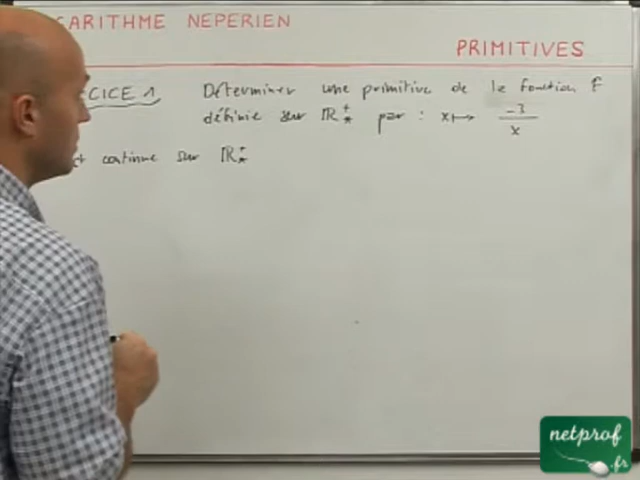 ARITHME NEPERIEN
PRIMITIVES
CICE 1 Déterminer une primitive de la fonction f
définie sur ℝ*⁺ par : x ↦ -3/x
t continue sur ℝ*⁺
netprof
.fr